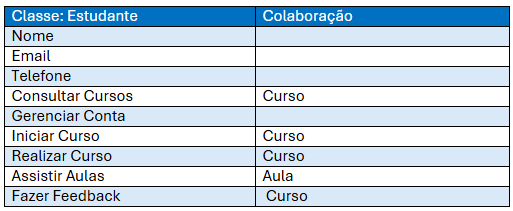 Classe: Estudante Colaboração
Nome
Email
Telefone
Consultar Cursos Curso
Gerenciar Conta
Iniciar Curso Curso
Realizar Curso Curso
Assistir Aulas Aula
Fazer Feedback Curso